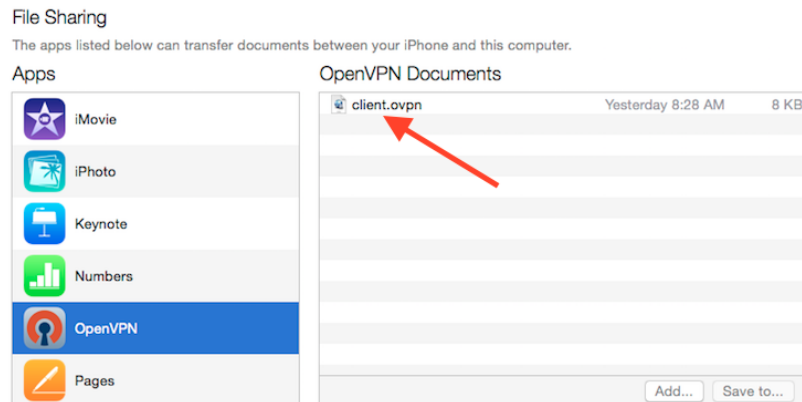 File Sharing
The apps listed below can transfer documents between your iPhone and this computer.
Apps
iMovie
iPhoto
Keynote
Numbers
OpenVPN
Pages
OpenVPN Documents
client.ovpn Yesterday 8:28 AM 8 KB
Add... Save to...